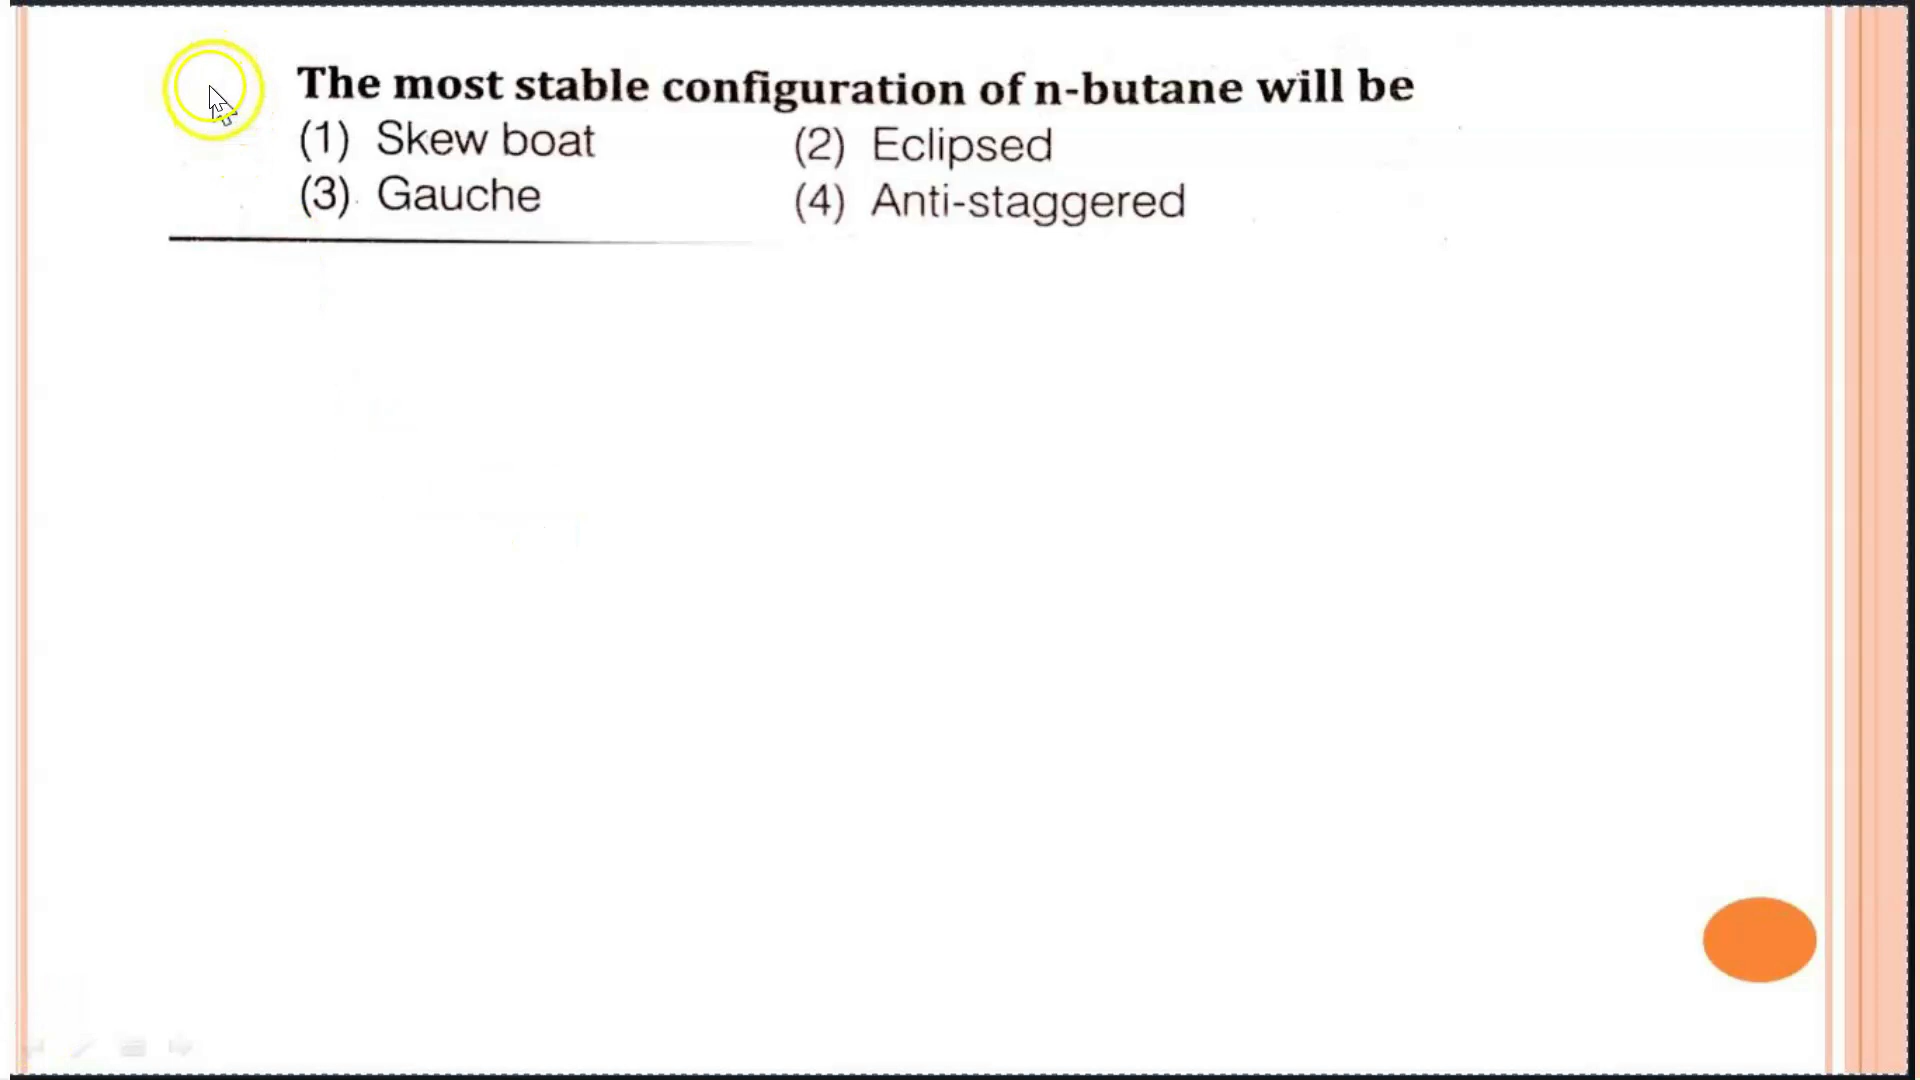 The most stable configuration of n-butane will be
(1) Skew boat (2) Eclipsed
(3) Gauche (4) Anti-staggered